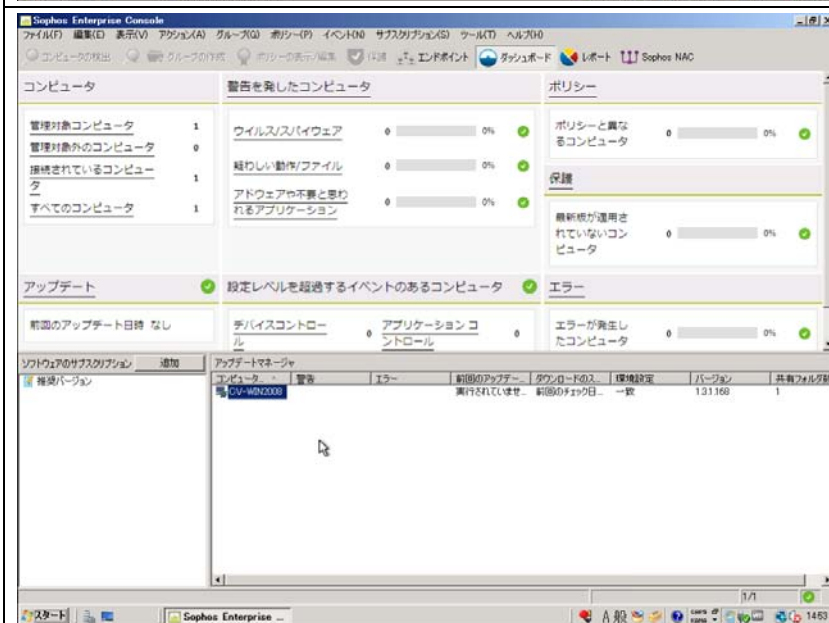 Sophos Enterprise Console
ファイル(F) 編集(E) 表示(V) アクション(A) グループ(G) ポリシー(P) イベント(N) サブスクリプション(S) ツール(T) ヘルプ(H)
コンピュータの検出 グループの作成 ポリシーの表示/編集 保護 エンドポイント ダッシュボード レポート Sophos NAC
コンピュータ
管理対象コンピュータ 1
管理対象外のコンピュータ 0
接続されているコンピュー
タ 1
すべてのコンピュータ 1
警告を発したコンピュータ
ウイルス/スパイウェア 0 0%
疑わしい動作/ファイル 0 0%
アドウェアや不要と思わ
れるアプリケーション 0 0%
ポリシー
ポリシーと異な
るコンピュータ 0 0%
保護
最新版が適用さ
れていないコン
ピュータ 0 0%
アップデート
前回のアップデート日時 なし
設定レベルを超過するイベントのあるコンピュータ
デバイスコントロー
ル 0
アプリケーション コ
ントロール 0
エラー
エラーが発生し
たコンピュータ 0 0%
ソフトウェアのサブスクリプション 追加
推奨バージョン
アップデートマネージャ
コンピュータ... 警告 エラー 前回のアップデー... ダウンロードのス... 環境設定 バージョン 共有フォルダ
CV-WIN2008 実行されていませ... 前回のチェック日... 一致 1.3.1.168 1
1/1
スタート Sophos Enterprise ... A 般 CAPS KANA 14:53